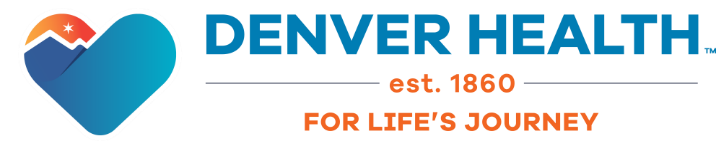 DENVER HEALTH™
est. 1860
FOR LIFE'S JOURNEY